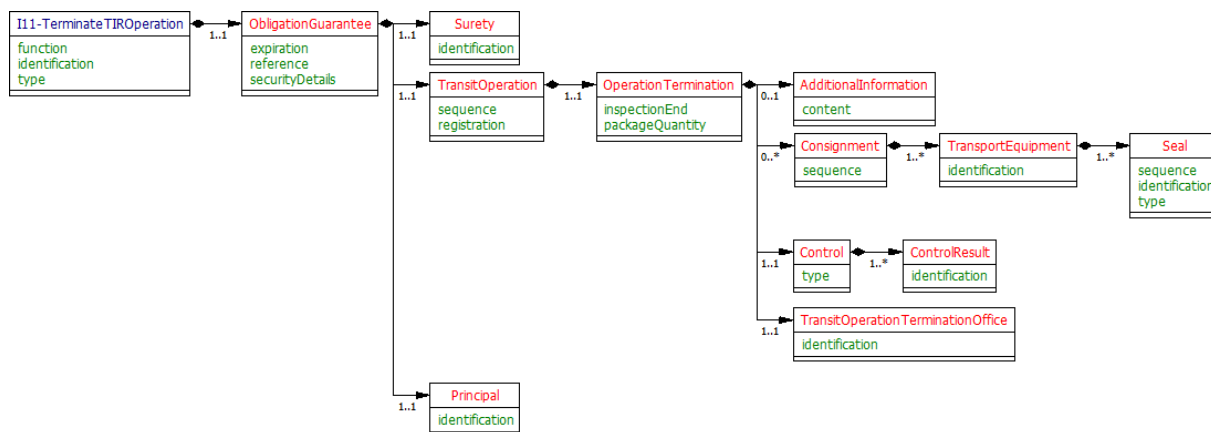 I11-TerminateTIROperation
function
identification
type
1..1
ObligationGuarantee
expiration
reference
securityDetails
1..1
Surety
identification
1..1
TransitOperation
sequence
registration
1..1
OperationTermination
inspectionEnd
packageQuantity
0..1
AdditionalInformation
content
0..*
Consignment
sequence
1..*
TransportEquipment
identification
1..*
Seal
sequence
identification
type
1..1
Control
type
1..*
ControlResult
identification
1..1
TransitOperationTerminationOffice
identification
1..1
Principal
identification